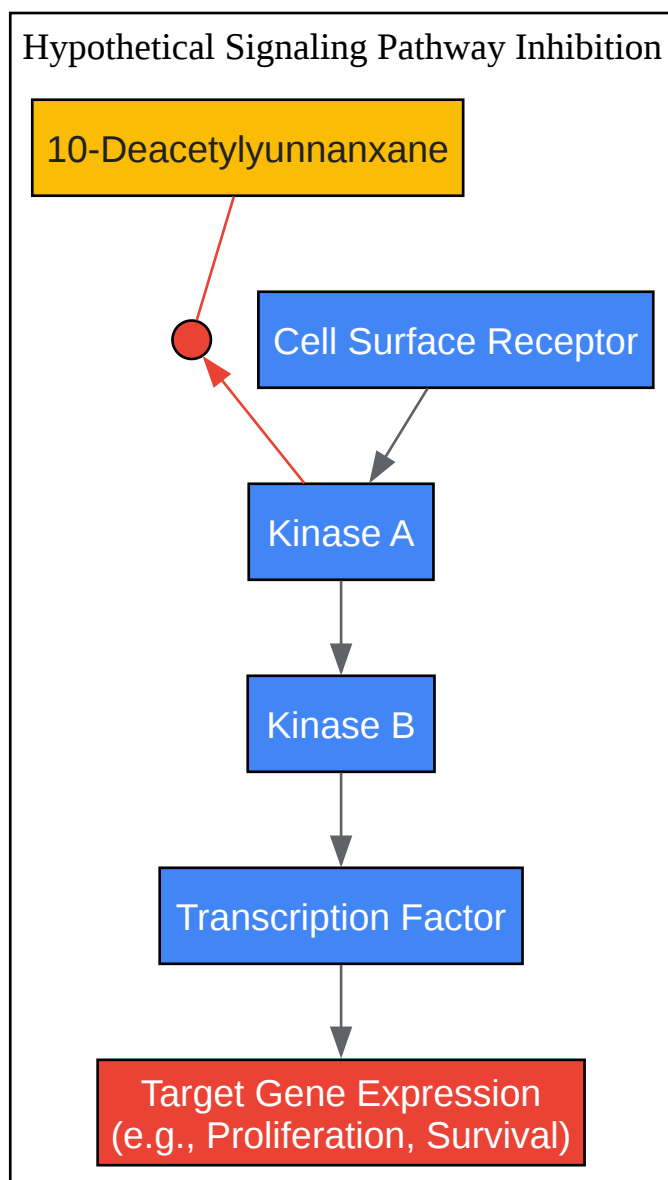 Hypothetical Signaling Pathway Inhibition
10-Deacetylyunnanxane
Cell Surface Receptor
Kinase A
Kinase B
Transcription Factor
Target Gene Expression
(e.g., Proliferation, Survival)